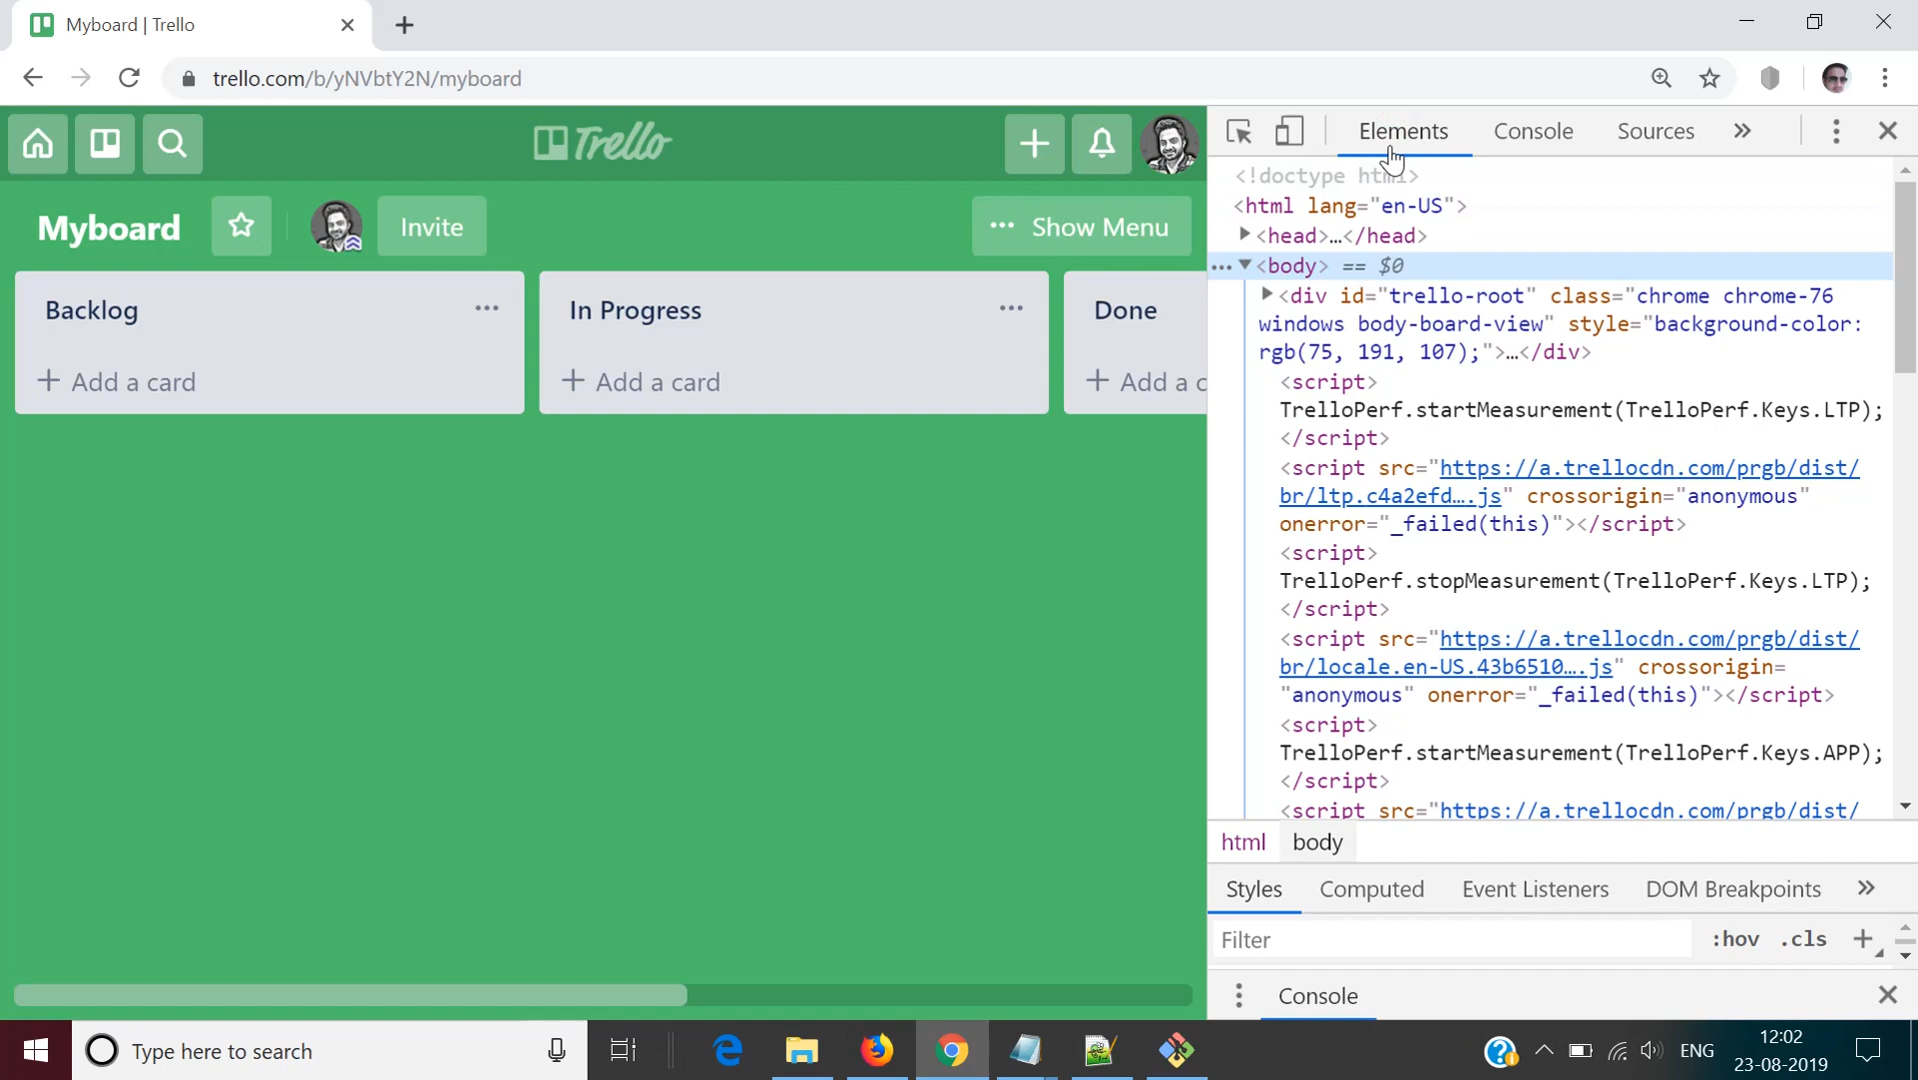 Myboard | Trello
trello.com/b/yNVbtY2N/myboard
Trello
Myboard
Invite
Show Menu
Backlog
Add a card
In Progress
Add a card
Done
Add a c
Elements
Console
Sources
<!doctype html>
<html lang="en-US">
<head>…</head>
<body> == $0
<div id="trello-root" class="chrome chrome-76
windows body-board-view" style="background-color:
rgb(75, 191, 107);">…</div>
<script>
TrelloPerf.startMeasurement(TrelloPerf.Keys.LTP);
</script>
<script src="https://a.trellocdn.com/prgb/dist/
br/ltp.c4a2efd….js" crossorigin="anonymous"
onerror="_failed(this)"></script>
<script>
TrelloPerf.stopMeasurement(TrelloPerf.Keys.LTP);
</script>
<script src="https://a.trellocdn.com/prgb/dist/
br/locale.en-US.43b6510….js" crossorigin=
"anonymous" onerror="_failed(this)"></script>
<script>
TrelloPerf.startMeasurement(TrelloPerf.Keys.APP);
</script>
<script src="https://a.trellocdn.com/prgb/dist/
html
body
Styles
Computed
Event Listeners
DOM Breakpoints
Filter
:hov
.cls
Console
Type here to search
ENG
12:02
23-08-2019